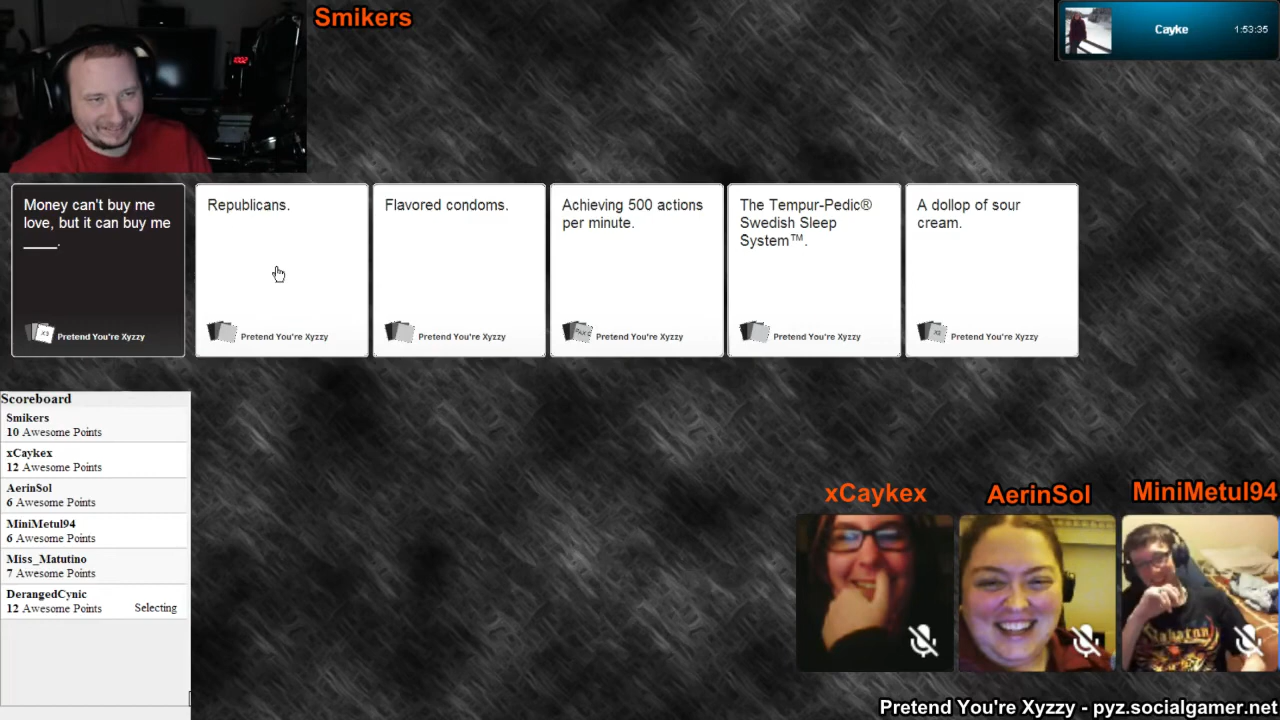 Smikers
Cayke 1:53:35
Money can't buy me
love, but it can buy me
____.
X3 Pretend You're Xyzzy
Republicans.
Pretend You're Xyzzy
Flavored condoms.
Pretend You're Xyzzy
Achieving 500 actions
per minute.
Pretend You're Xyzzy
The Tempur-Pedic®
Swedish Sleep
System™.
Pretend You're Xyzzy
A dollop of sour
cream.
Pretend You're Xyzzy
Scoreboard
Smikers
10 Awesome Points
xCaykex
12 Awesome Points
AerinSol
6 Awesome Points
MiniMetul94
6 Awesome Points
Miss_Matutino
7 Awesome Points
DerangedCynic
12 Awesome Points Selecting
xCaykex
AerinSol
MiniMetul94
Pretend You're Xyzzy - pyz.socialgamer.net